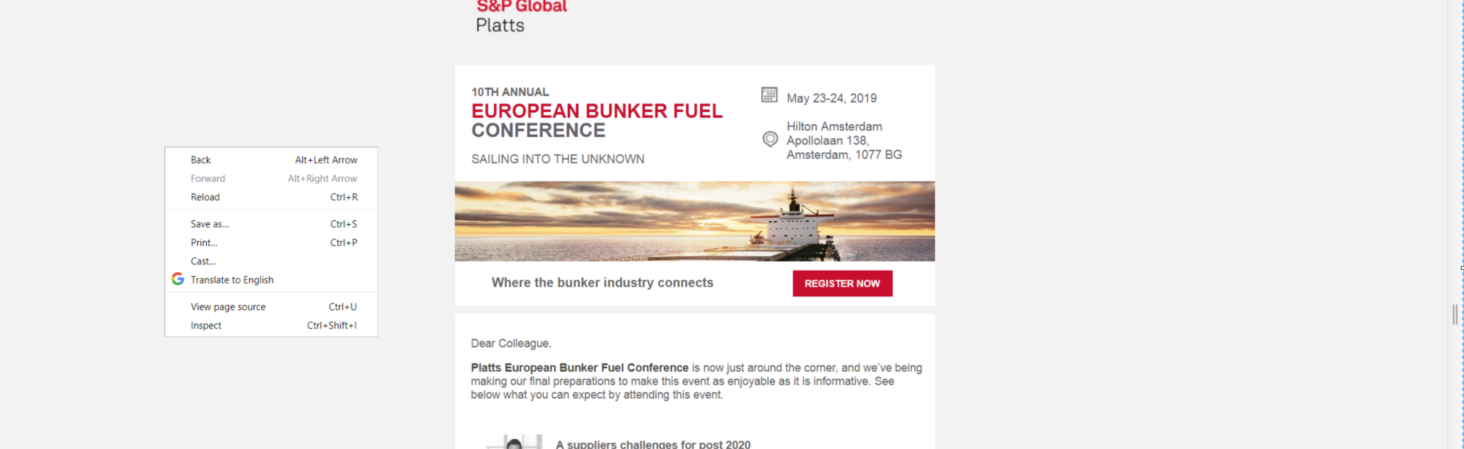 S&P Global
Platts
10TH ANNUAL
EUROPEAN BUNKER FUEL
CONFERENCE
SAILING INTO THE UNKNOWN
May 23-24, 2019
Hilton Amsterdam
Apollolaan 138,
Amsterdam, 1077 BG
Back Alt+Left Arrow
Forward Alt+Right Arrow
Reload Ctrl+R
Save as... Ctrl+S
Print... Ctrl+P
Cast...
Translate to English
View page source Ctrl+U
Inspect Ctrl+Shift+I
Where the bunker industry connects
REGISTER NOW
Dear Colleague,
Platts European Bunker Fuel Conference is now just around the corner, and we've being
making our final preparations to make this event as enjoyable as it is informative. See
below what you can expect by attending this event.
A suppliers challenges for post 2020